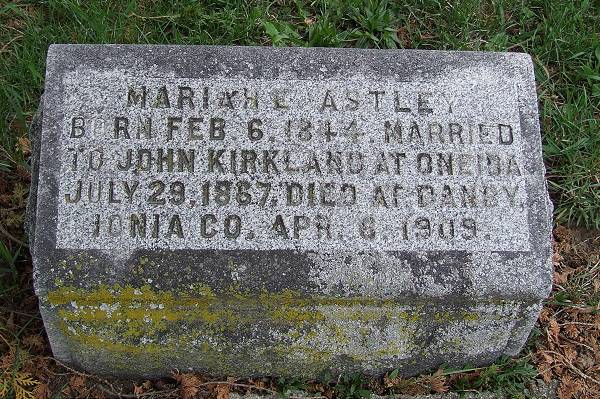 MARIAH E. ASTLEY
BORN FEB. 6, 1844. MARRIED
TO JOHN KIRKLAND AT ONEIDA
JULY 29, 1867. DIED AT DANBY,
IONIA CO. APR. 6, 1909.